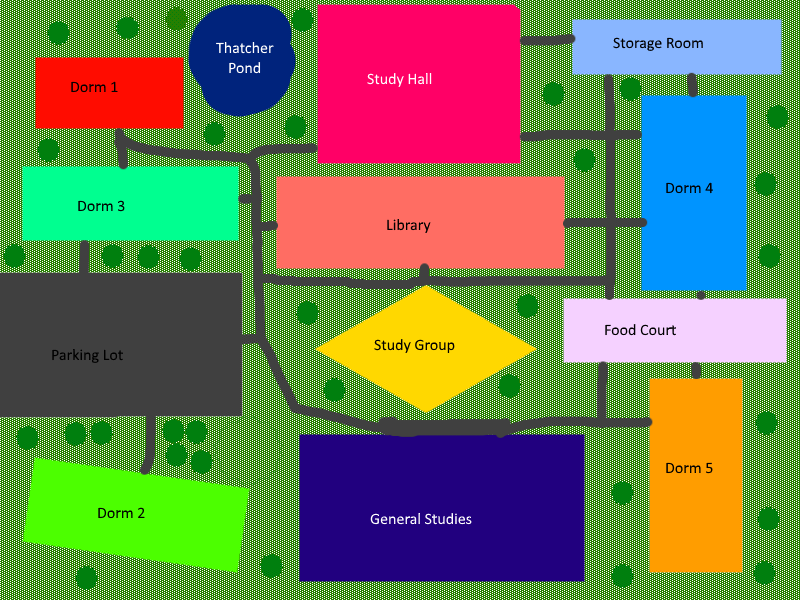 Thatcher
Pond
Storage Room
Study Hall
Dorm 1
Dorm 4
Dorm 3
Library
Food Court
Study Group
Parking Lot
Dorm 5
Dorm 2
General Studies